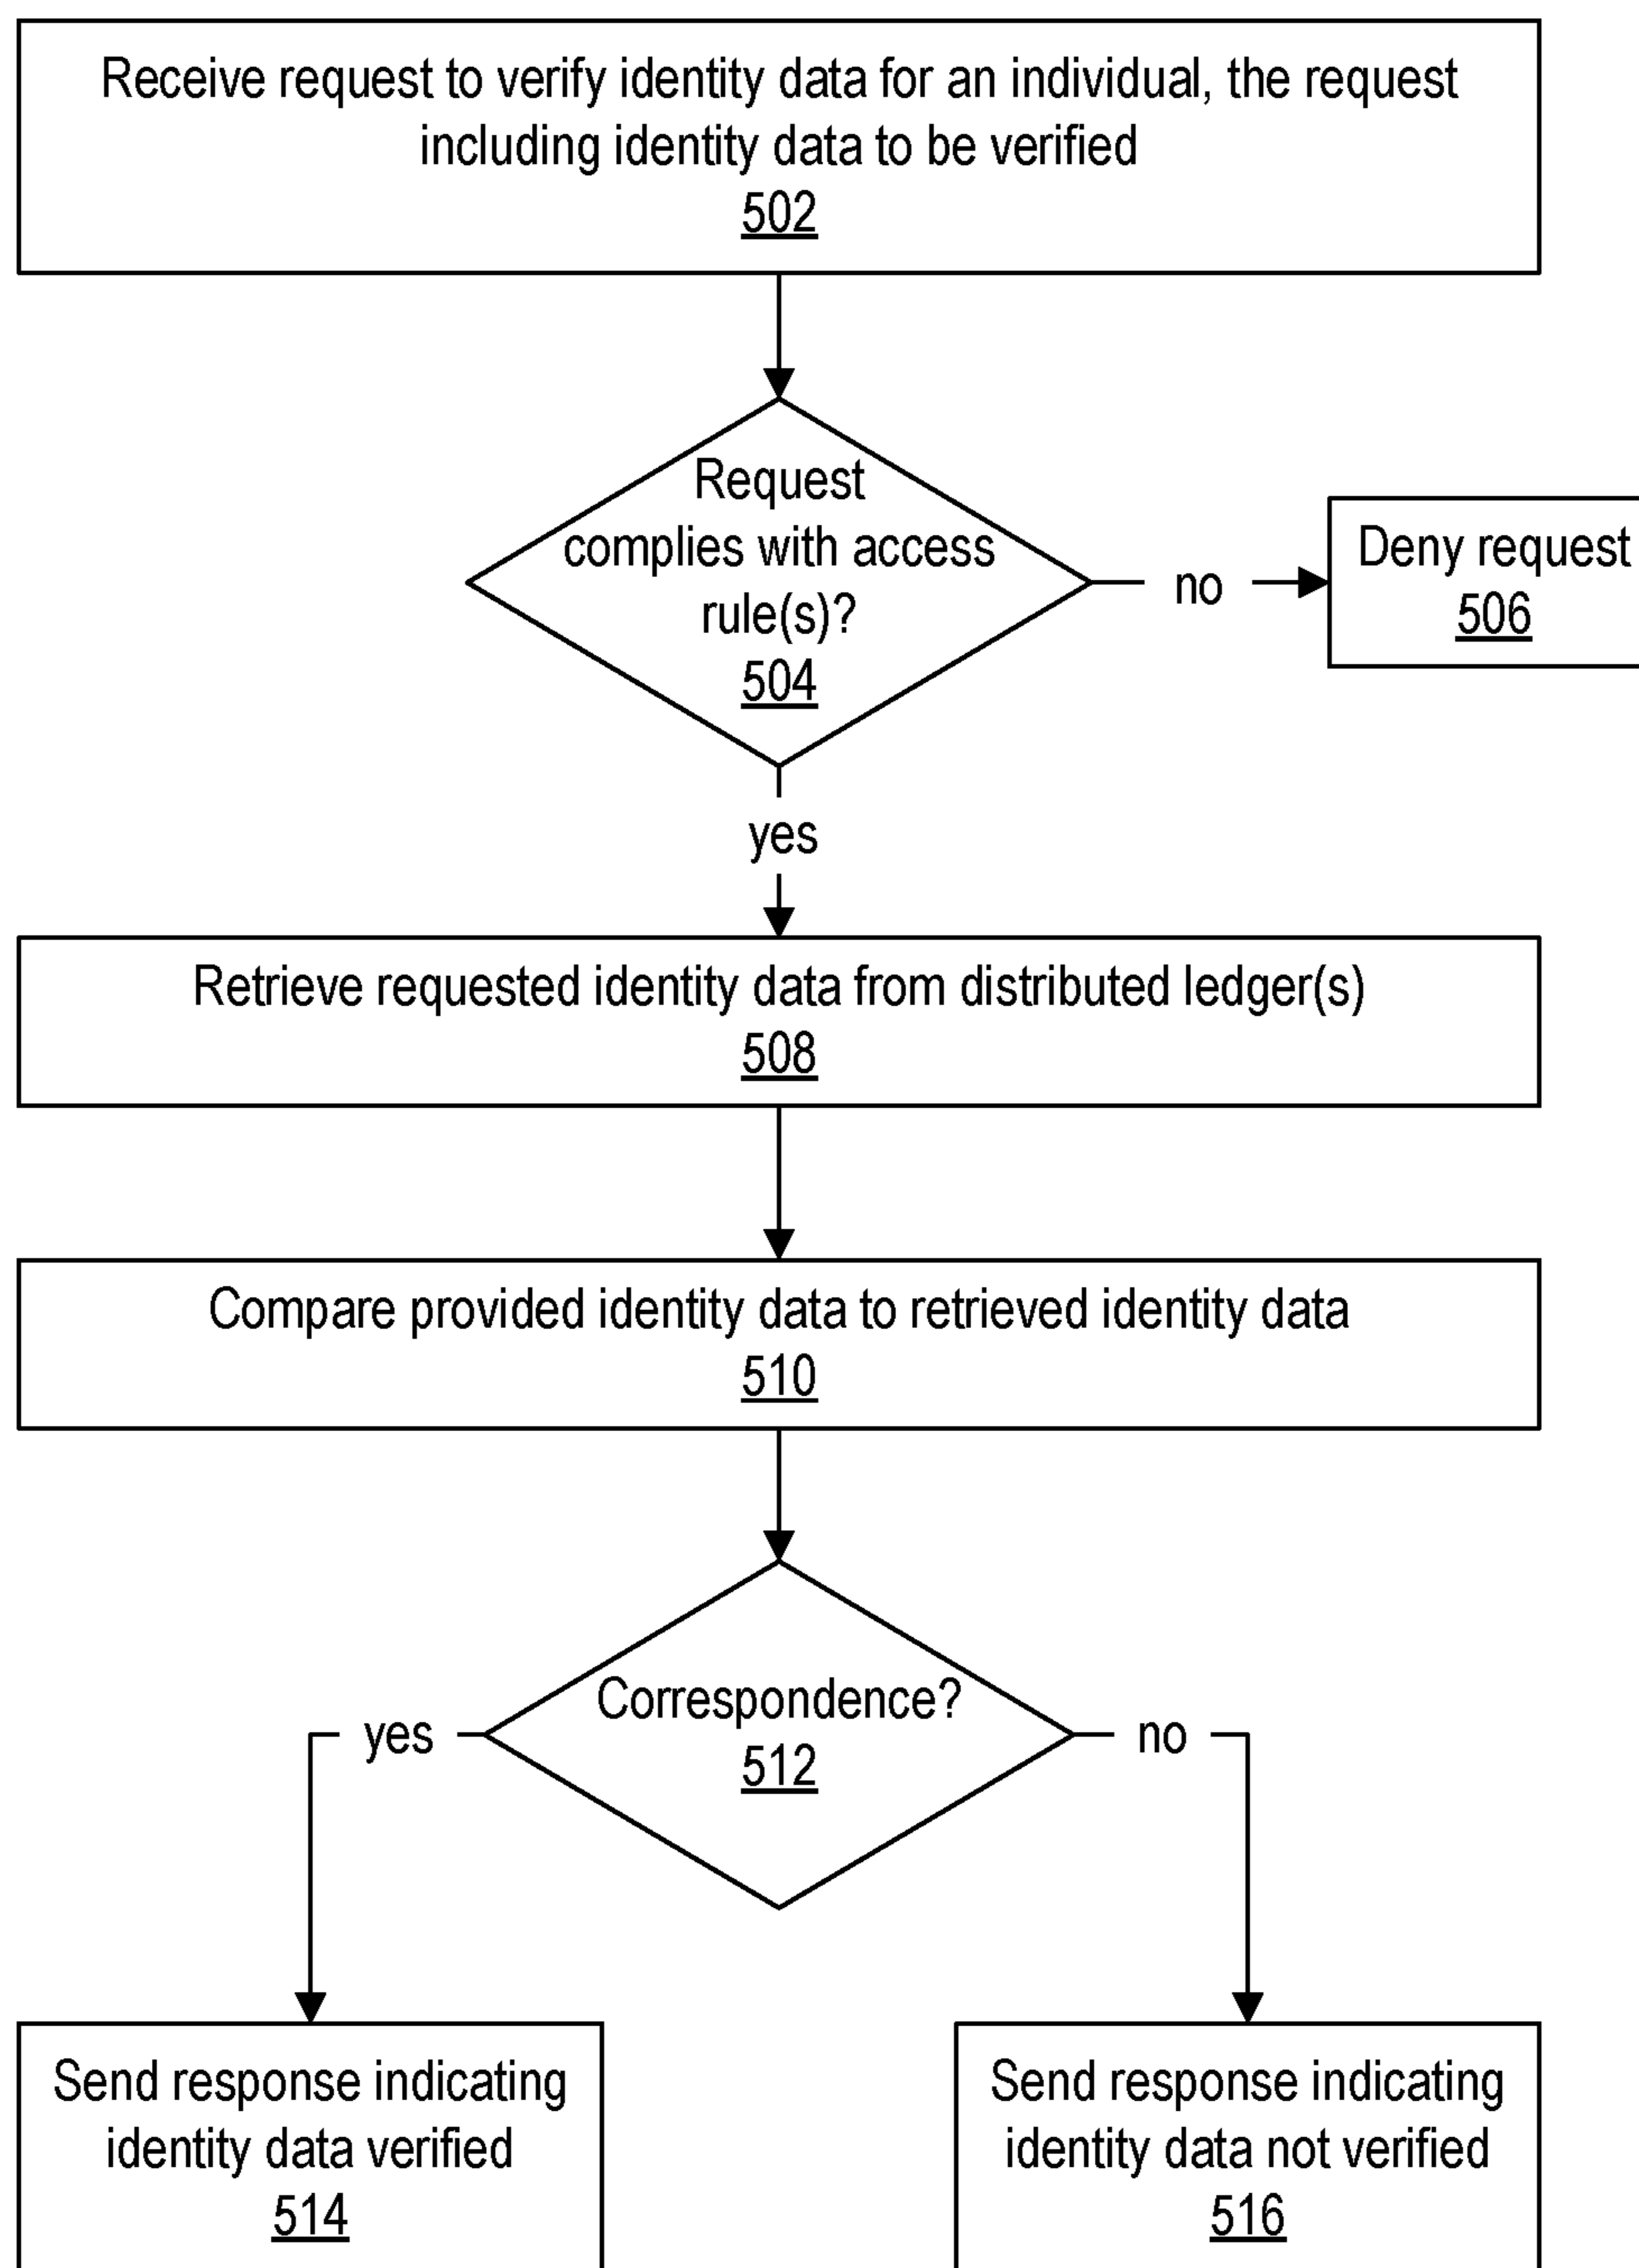 Receive request to verify identity data for an individual, the request
including identity data to be verified
502
Request
complies with access
rule(s)?
504
no
Deny request
506
yes
Retrieve requested identity data from distributed ledger(s)
508
Compare provided identity data to retrieved identity data
510
Correspondence?
512
yes
no
Send response indicating
identity data verified
514
Send response indicating
identity data not verified
516